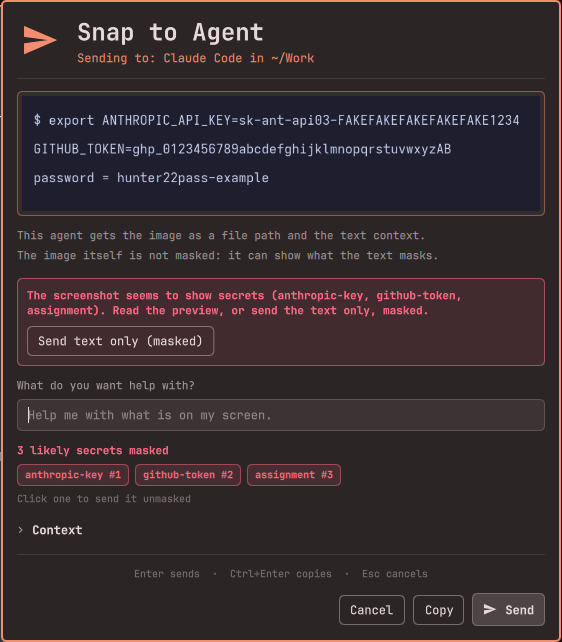 Snap to Agent
Sending to: Claude Code in ~/Work
$ export ANTHROPIC_API_KEY=sk-ant-api03-FAKEFAKEFAKEFAKEFAKE1234
GITHUB_TOKEN=ghp_0123456789abcdefghijklmnopqrstuvwxyzAB
password = hunter22pass-example
This agent gets the image as a file path and the text context.
The image itself is not masked: it can show what the text masks.
The screenshot seems to show secrets (anthropic-key, github-token,
assignment). Read the preview, or send the text only, masked.
Send text only (masked)
What do you want help with?
Help me with what is on my screen.
3 likely secrets masked
anthropic-key #1 github-token #2 assignment #3
Click one to send it unmasked
› Context
Enter sends · Ctrl+Enter copies · Esc cancels
Cancel Copy Send